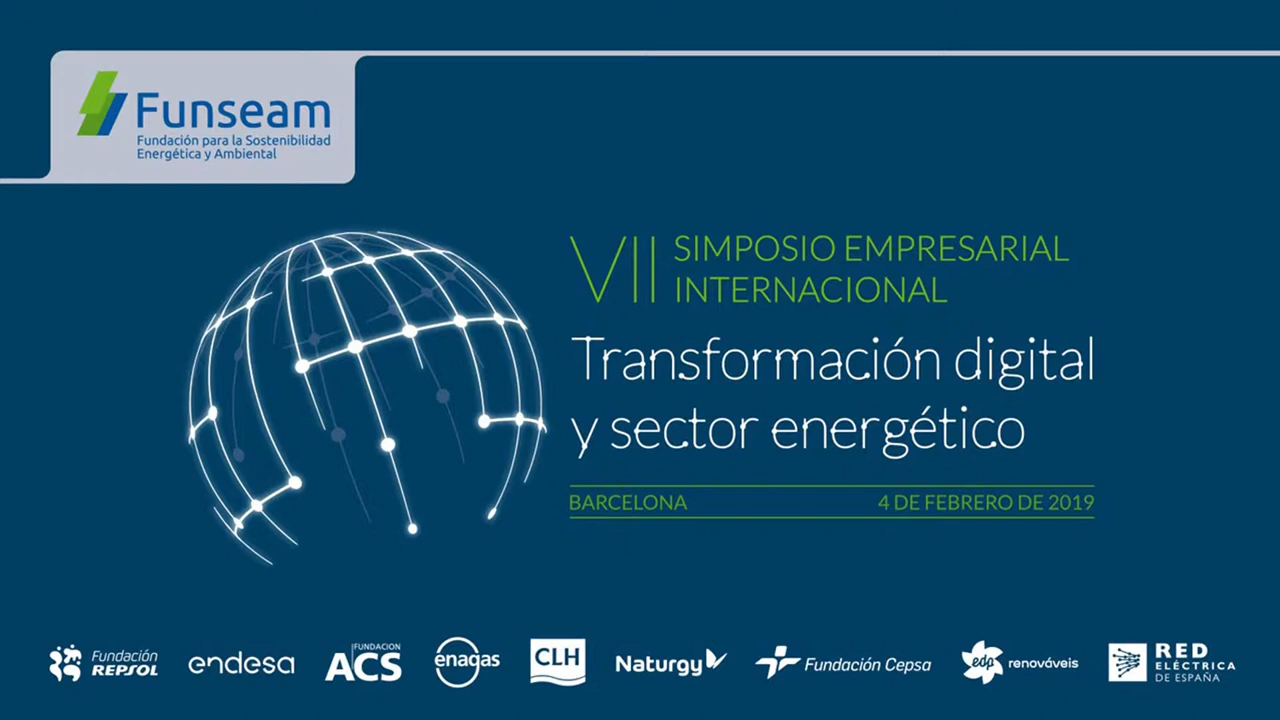 Funseam
Fundación para la Sostenibilidad
Energética y Ambiental
VII SIMPOSIO EMPRESARIAL
INTERNACIONAL
Transformación digital
y sector energético
BARCELONA 4 DE FEBRERO DE 2019
Fundación
REPSOL
endesa
FUNDACION
ACS
enagas
CLH
Naturgy
Fundación Cepsa
edp renováveis
RED
ELÉCTRICA
DE ESPAÑA